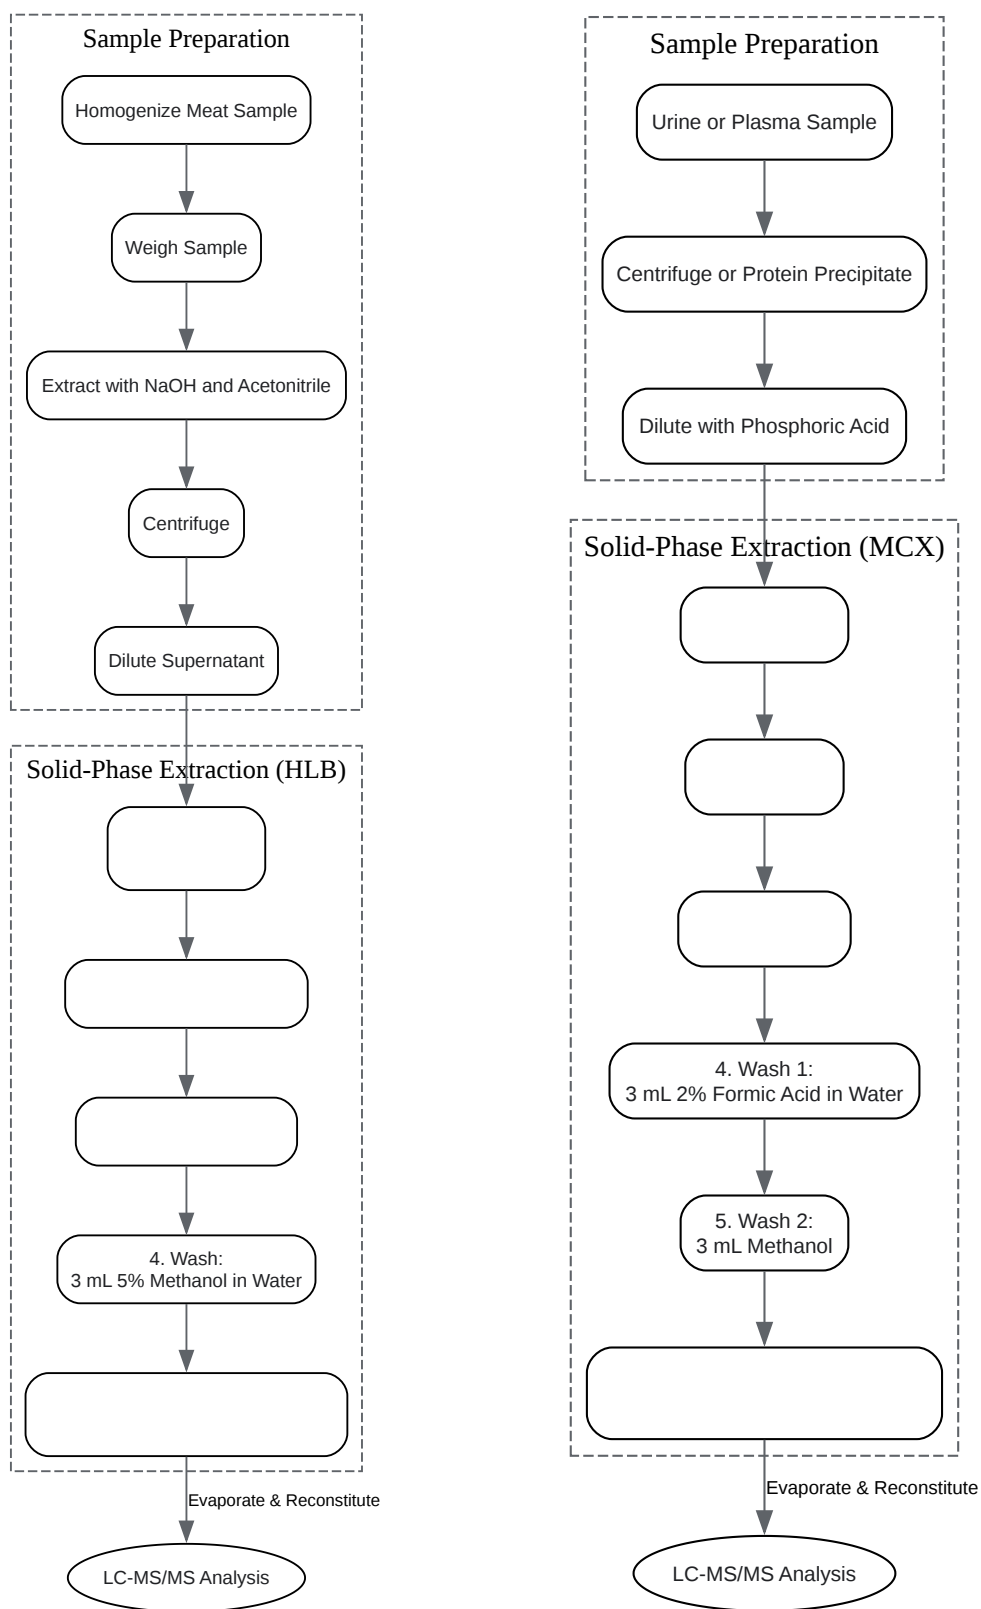 Sample Preparation
Homogenize Meat Sample
Weigh Sample
Extract with NaOH and Acetonitrile
Centrifuge
Dilute Supernatant
Solid-Phase Extraction (HLB)
4. Wash:
3 mL 5% Methanol in Water
Evaporate & Reconstitute
LC-MS/MS Analysis
Sample Preparation
Urine or Plasma Sample
Centrifuge or Protein Precipitate
Dilute with Phosphoric Acid
Solid-Phase Extraction (MCX)
4. Wash 1:
3 mL 2% Formic Acid in Water
5. Wash 2:
3 mL Methanol
Evaporate & Reconstitute
LC-MS/MS Analysis